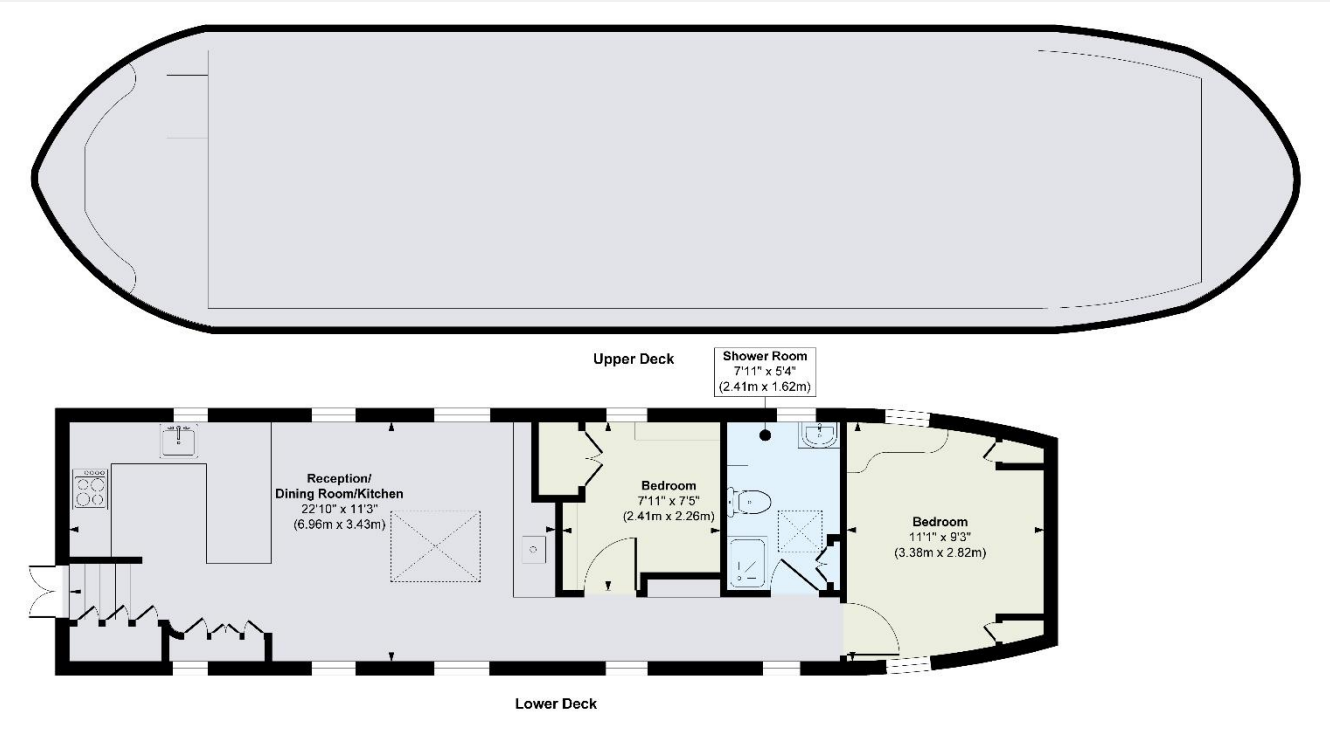 Upper Deck
Shower Room
7'11" x 5'4"
(2.41m x 1.62m)
Reception/
Dining Room/Kitchen
22'10" x 11'3"
(6.96m x 3.43m)
Bedroom
7'11" x 7'5"
(2.41m x 2.26m)
Bedroom
11'1" x 9'3"
(3.38m x 2.82m)
Lower Deck